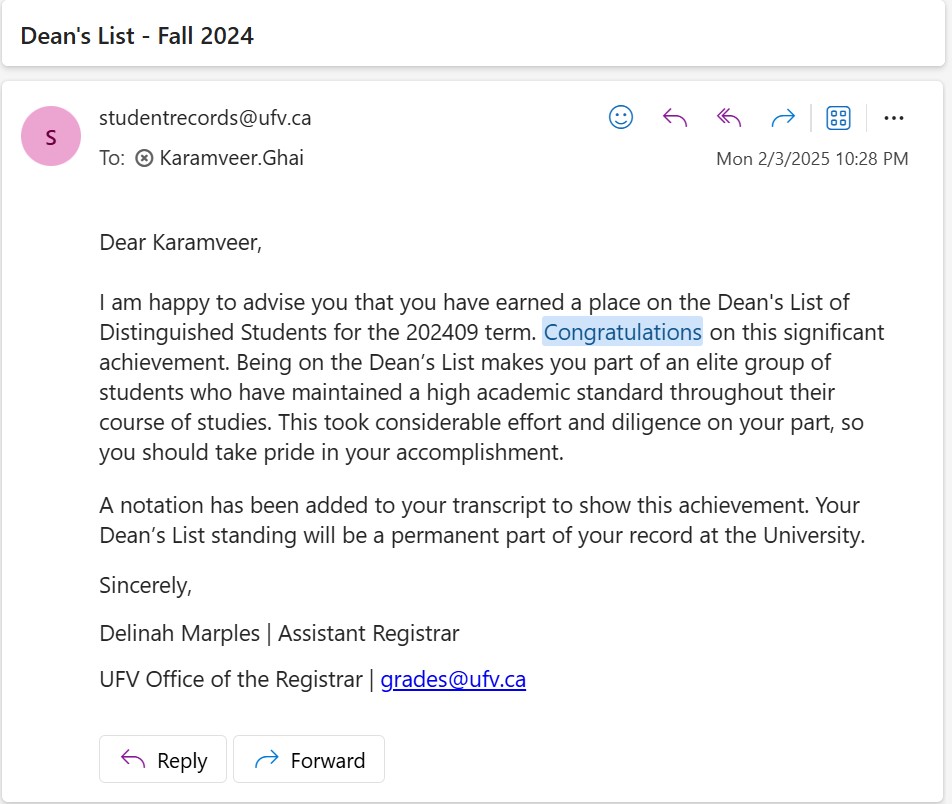 Dean's List - Fall 2024
S
studentrecords@ufv.ca
To: Karamveer.Ghai
Mon 2/3/2025 10:28 PM
Dear Karamveer,
I am happy to advise you that you have earned a place on the Dean's List of
Distinguished Students for the 202409 term. Congratulations on this significant
achievement. Being on the Dean’s List makes you part of an elite group of
students who have maintained a high academic standard throughout their
course of studies. This took considerable effort and diligence on your part, so
you should take pride in your accomplishment.
A notation has been added to your transcript to show this achievement. Your
Dean’s List standing will be a permanent part of your record at the University.
Sincerely,
Delinah Marples | Assistant Registrar
UFV Office of the Registrar | grades@ufv.ca
Reply
Forward